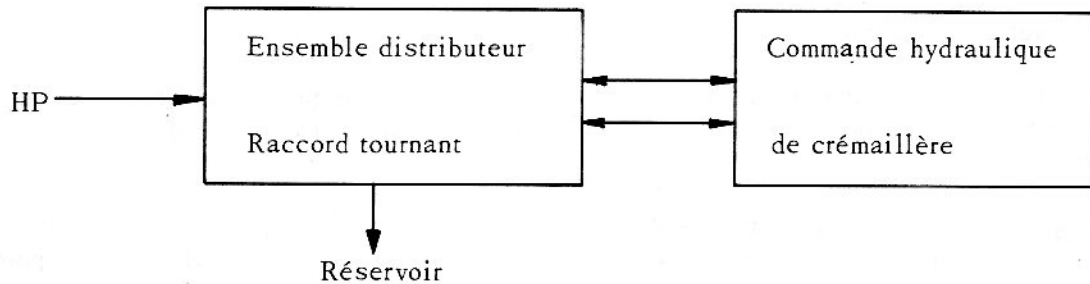 Ensemble distributeur
Commande hydraulique
HP
Raccord tournant
de crémaillère
Réservoir